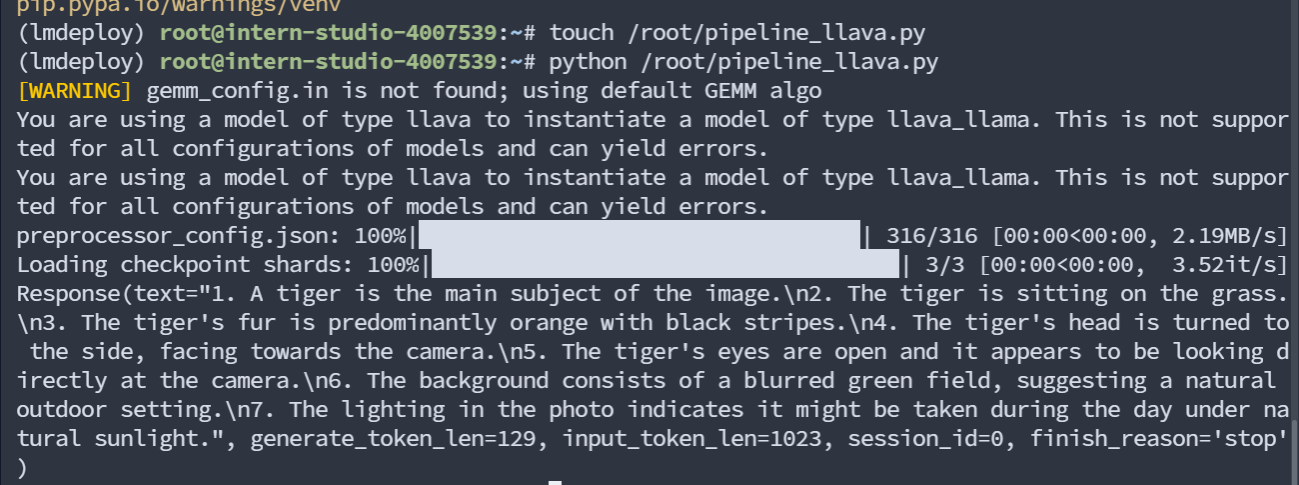 pip.pypa.io/warnings/venv
(lmdeploy) root@intern-studio-4007539:~# touch /root/pipeline_llava.py
(lmdeploy) root@intern-studio-4007539:~# python /root/pipeline_llava.py
[WARNING] gemm_config.in is not found; using default GEMM algo
You are using a model of type llava to instantiate a model of type llava_llama. This is not suppor
ted for all configurations of models and can yield errors.
You are using a model of type llava to instantiate a model of type llava_llama. This is not suppor
ted for all configurations of models and can yield errors.
preprocessor_config.json: 100%|                                  | 316/316 [00:00<00:00, 2.19MB/s]
Loading checkpoint shards: 100%|                                    | 3/3 [00:00<00:00,  3.52it/s]
Response(text="1. A tiger is the main subject of the image.\n2. The tiger is sitting on the grass.
\n3. The tiger's fur is predominantly orange with black stripes.\n4. The tiger's head is turned to
 the side, facing towards the camera.\n5. The tiger's eyes are open and it appears to be looking d
irectly at the camera.\n6. The background consists of a blurred green field, suggesting a natural
outdoor setting.\n7. The lighting in the photo indicates it might be taken during the day under na
tural sunlight.", generate_token_len=129, input_token_len=1023, session_id=0, finish_reason='stop'
)